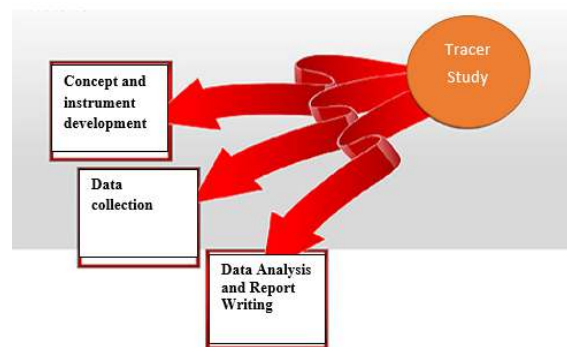 Tracer
Study
Concept and
instrument
development
Data
collection
Data Analysis
and Report
Writing